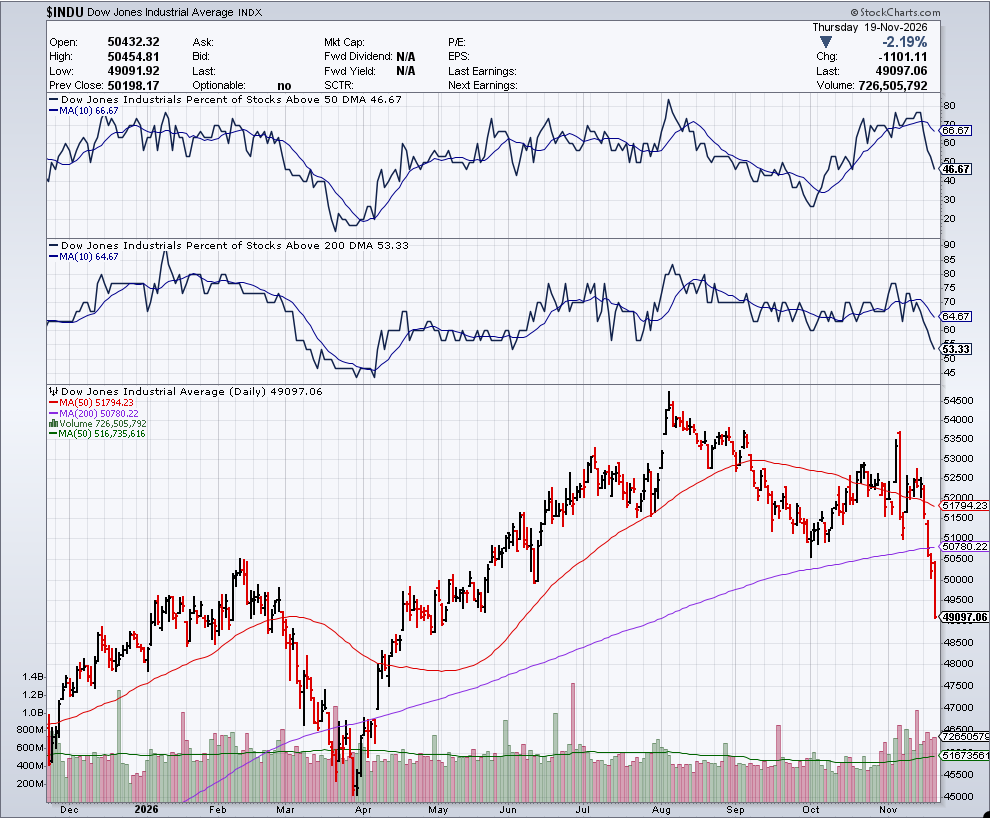 $INDU Dow Jones Industrial Average INDX
© StockCharts.com
Thursday 19-Nov-2026
Open: 50432.32 Ask: Mkt Cap: P/E: -2.19%
High: 50454.81 Bid: Fwd Dividend: N/A EPS: Chg: -1101.11
Low: 49091.92 Last: Fwd Yield: N/A Last Earnings: Last: 49097.06
Prev Close: 50198.17 Optionable: no SCTR: Next Earnings: Volume: 726,505,792
Dow Jones Industrials Percent of Stocks Above 50 DMA 46.67
MA(10) 66.67
80
70
66.67
60
50
46.67
40
30
20
Dow Jones Industrials Percent of Stocks Above 200 DMA 53.33
MA(10) 64.67
90
85
80
75
70
64.67
60
53.33
50
45
Dow Jones Industrial Average (Daily) 49097.06
MA(50) 51794.23
MA(200) 50780.22
Volume 726,505,792
MA(50) 516,735,616
54500
54000
53500
53000
52500
52000
51794.23
51500
51000
50780.22
50500
50000
49500
49097.06
48500
48000
47500
47000
46500
72650579
51673561
45500
45000
1.4B
1.2B
1.0B
800M
600M
400M
200M
Dec 2026 Feb Mar Apr May Jun Jul Aug Sep Oct Nov